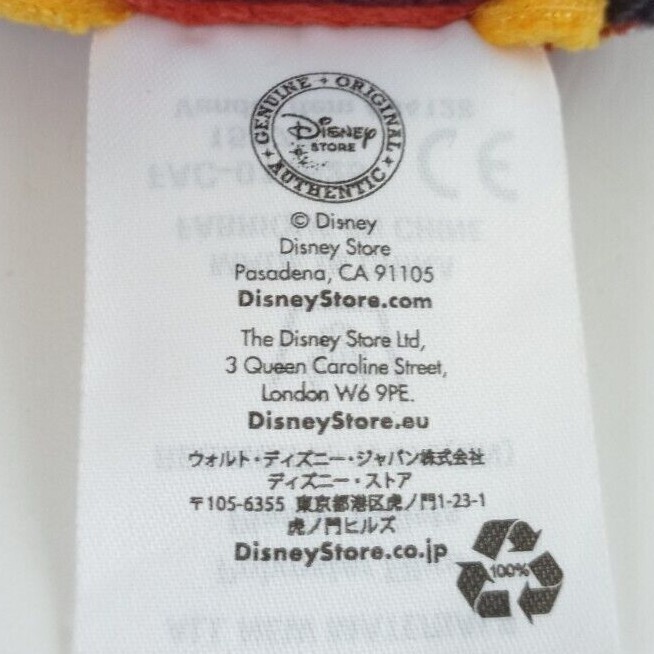 GENUINE ORIGINAL AUTHENTIC
Disney
STORE
© Disney
Disney Store
Pasadena, CA 91105
DisneyStore.com
The Disney Store Ltd,
3 Queen Caroline Street,
London W6 9PE.
DisneyStore.eu
ウォルト・ディズニー・ジャパン株式会社
ディズニー・ストア
〒105-6355 東京都港区虎ノ門1-23-1
虎ノ門ヒルズ
DisneyStore.co.jp
100%